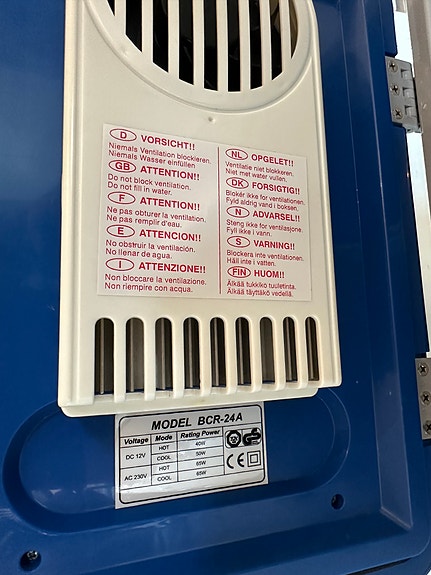 D VORSICHT!!
Niemals Ventilation blockieren.
Niemals Wasser einfüllen
GB ATTENTION!!
Do not block ventilation.
Do not fill in water.
F ATTENTION!!
Ne pas obturer la ventilation.
Ne pas remplir d'eau.
E ATTENCION!!
No obstruir la ventilación.
No llenar de agua.
I ATTENZIONE!!
Non bloccare la ventilazione.
Non riempire con acqua.
NL OPGELET!!
Ventilatie niet blokkeren.
Niet met water vullen.
DK FORSIGTIG!!
Blokér ikke for ventilationen.
Fyld aldrig vand i boksen.
N ADVARSEL!!
Steng ikke for ventilasjone.
Fyll ikke i vann.
S VARNING!!
Blockera inte ventilationen.
Häll inte i vatten.
FIN HUOM!!
Älkää tukkiko tuuletinta.
Älkää täyttäkö vedellä.
MODEL BCR-24A
Voltage Mode Rating Power
DC 12V HOT 40W
COOL 50W
AC 230V HOT 65W
COOL 65W
CE